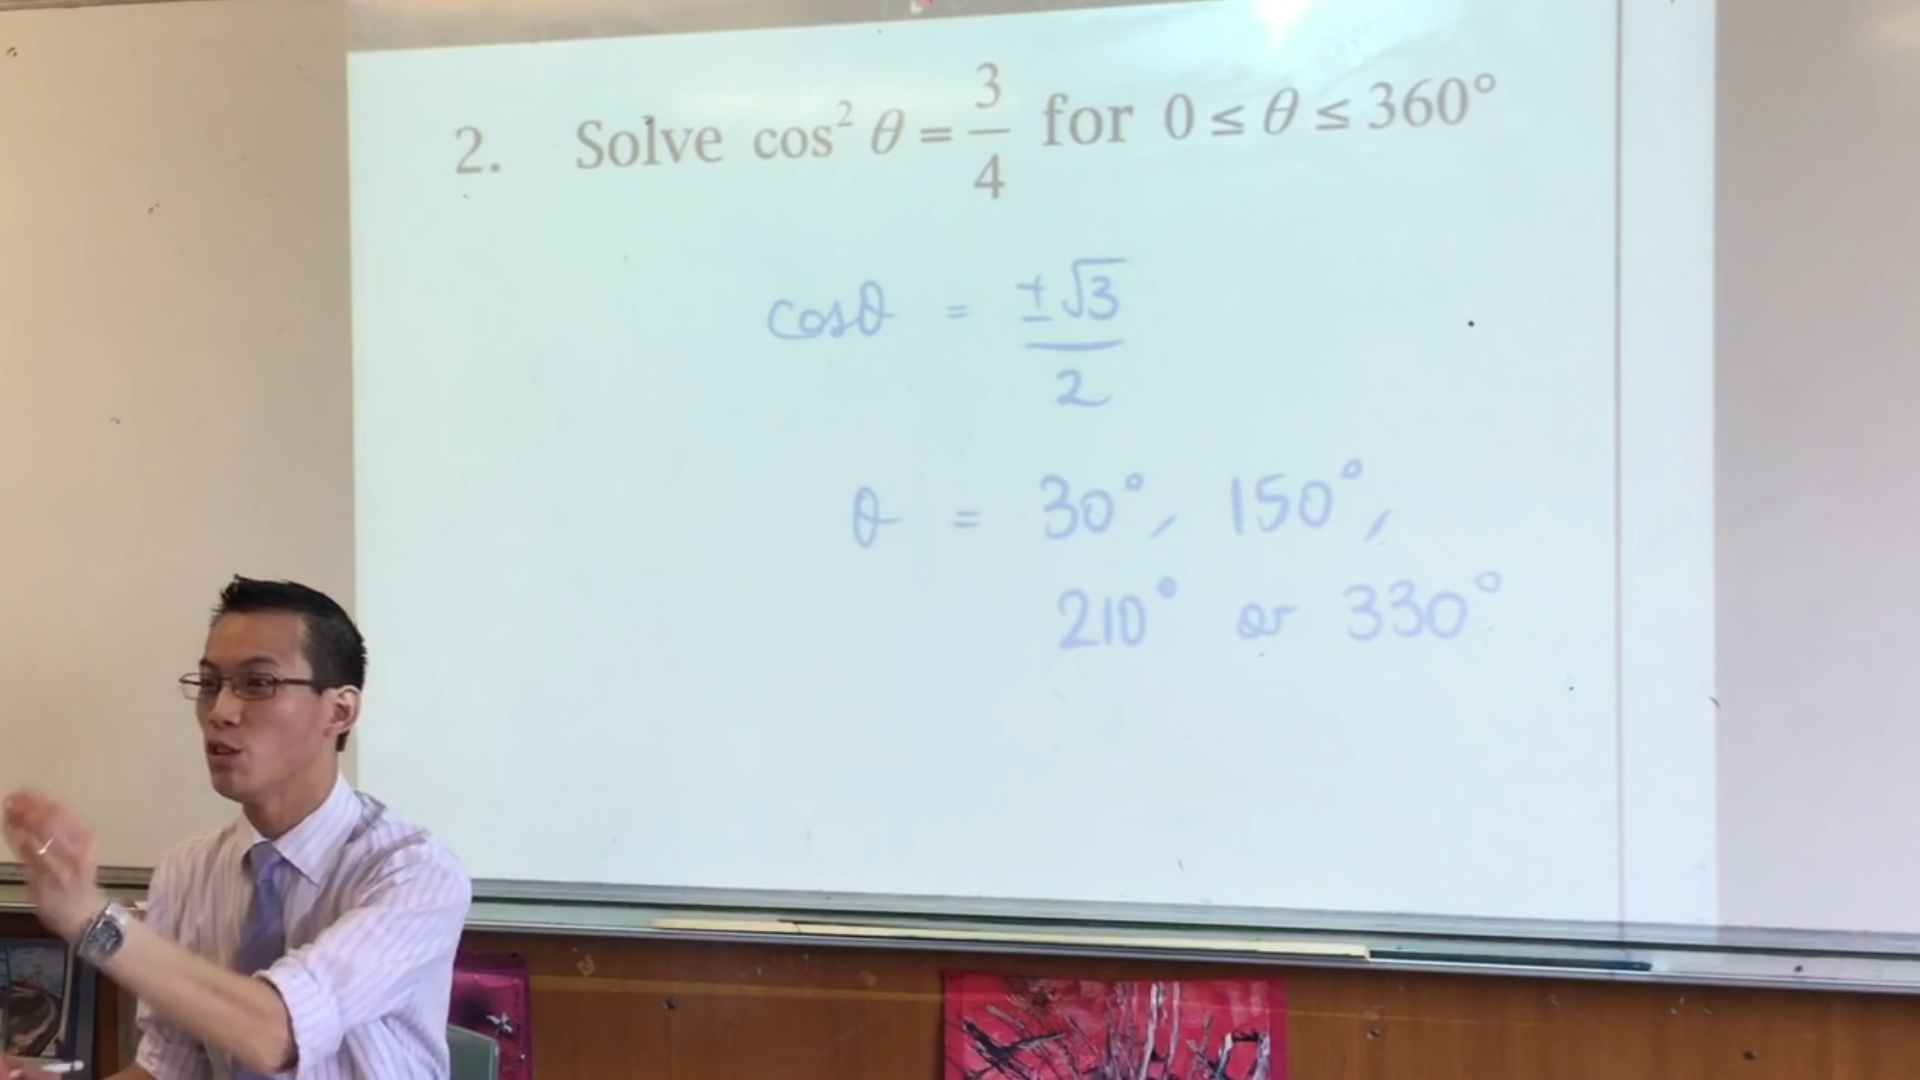 2. Solve cos² θ = 3/4 for 0 ≤ θ ≤ 360°
cosθ = ±√3/2
θ = 30°, 150°,
210° or 330°